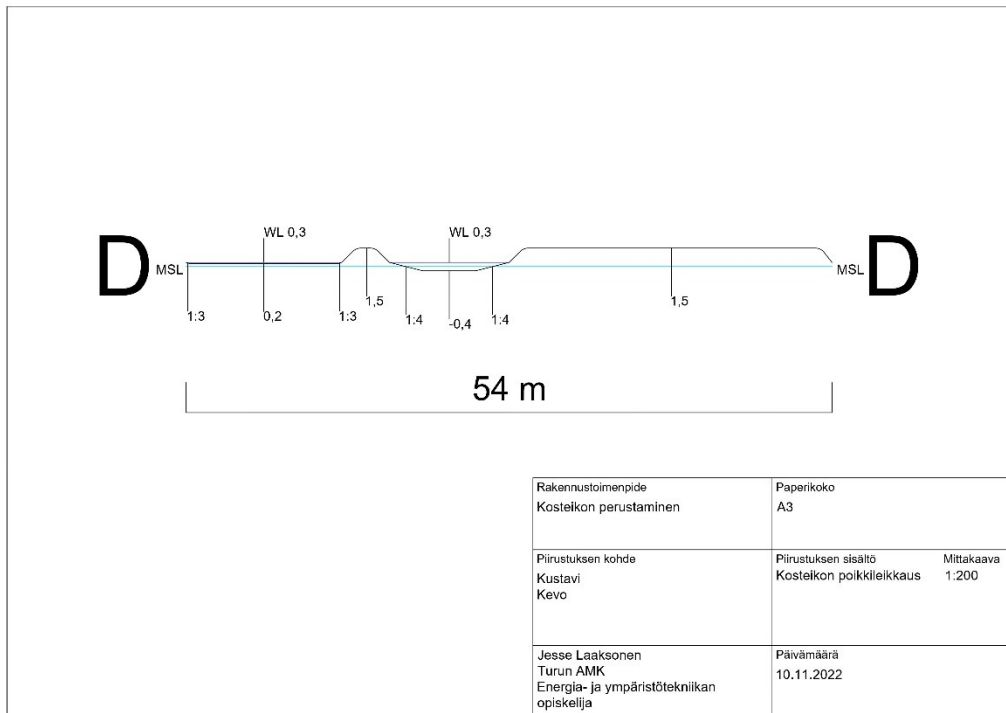 WL 0,3
WL 0,3
D
MSL
MSL
D
1:3
0,2
1:3
1,5
1:4
-0,4
1:4
1,5
54 m
Rakennustoimenpide
Kosteikon perustaminen
Paperikoko
A3
Piirustuksen kohde
Kustavi
Kevo
Piirustuksen sisältö
Mittakaava
Kosteikon poikkileikkaus
1:200
Jesse Laaksonen
Turun AMK
Energia- ja ympäristötekniikan
opiskelija
Päivämäärä
10.11.2022